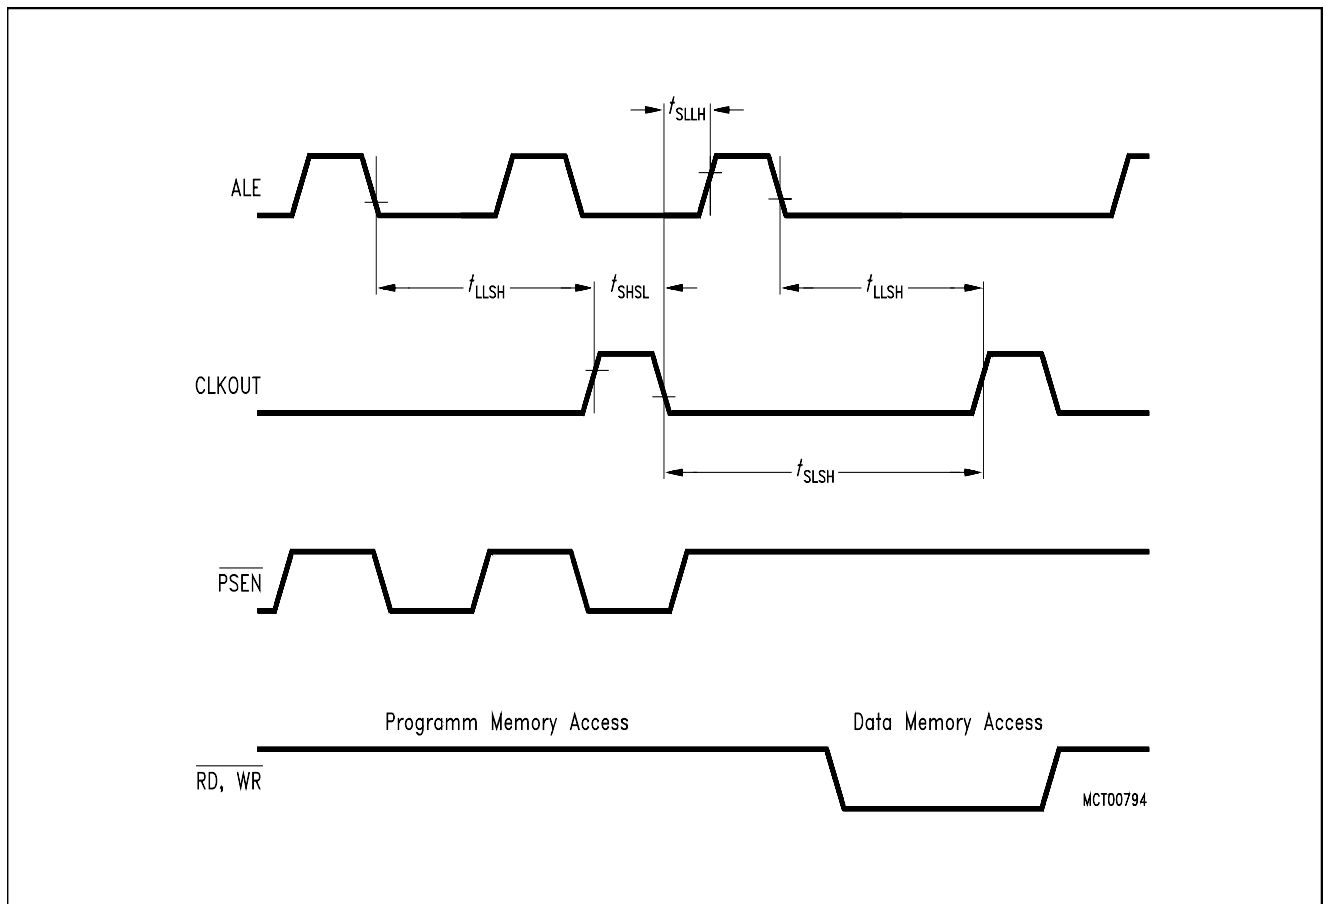 tSLLH
ALE
tLLSH
tSHSL
tLLSH
CLKOUT
tSLSH
PSEN
Programm Memory Access
Data Memory Access
RD, WR
MCT00794